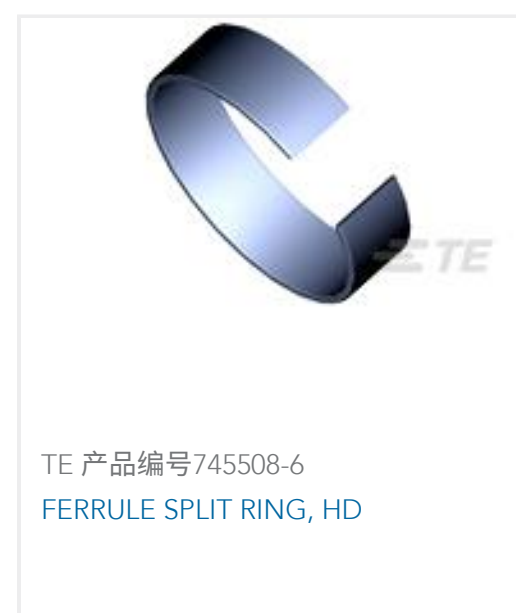 TE
TE 产品编号745508-6
FERRULE SPLIT RING, HD